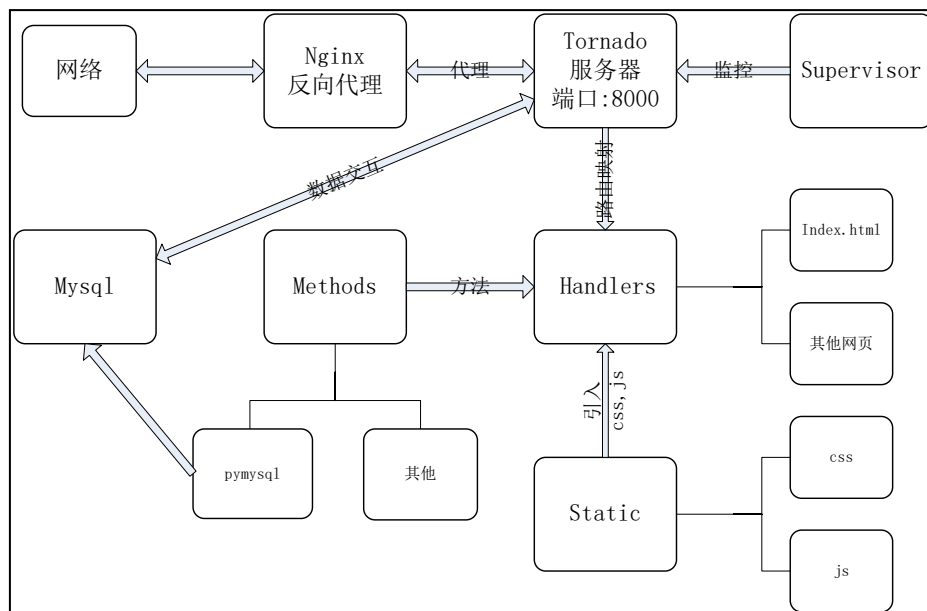 网络
Nginx
反向代理
代理
Tornado
服务器
端口:8000
监控
Supervisor
数据交互
路由映射
Mysql
Methods
方法
Handlers
Index.html
其他网页
引入
css,js
pymysql
其他
Static
css
js